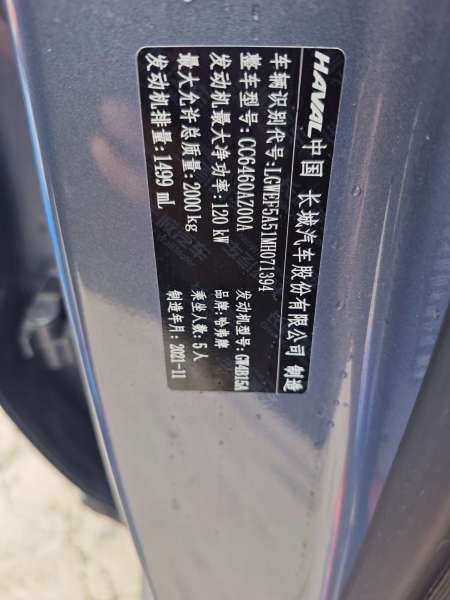 HAVAL 中国 长城汽车股份有限公司 制造
车辆识别代号:LGWEF5A51MH071394
整车型号:CC6460AZ00A 发动机型号:GW4B15A
发动机最大净功率:120 kW 品牌:哈弗牌
最大允许总质量:2000 kg 乘坐人数:5人
发动机排量:1499 mL 制造年月:2021-11